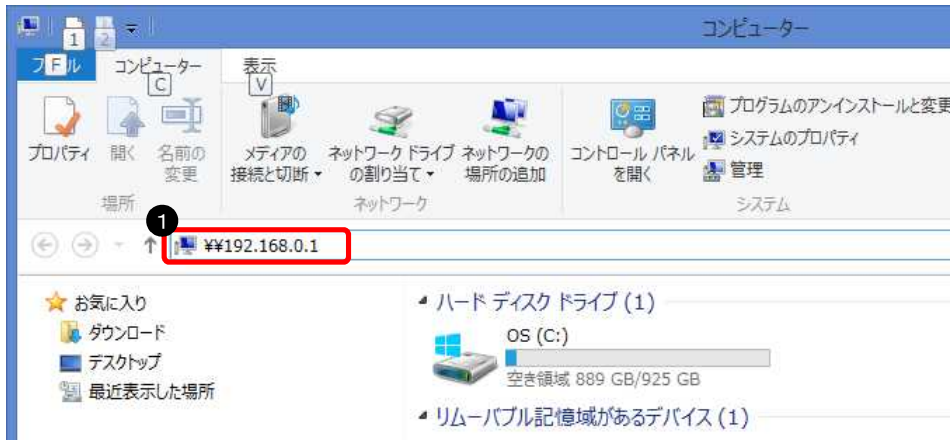 1 2
コンピューター
フ F ル コンピューター 表示
C V
プロパティ 開く 名前の変更 メディアの接続と切断 ネットワーク ドライブの割り当て ネットワークの場所の追加 コントロール パネルを開く
プログラムのアンインストールと変更
システムのプロパティ
管理
場所 ネットワーク システム
1
¥¥192.168.0.1
お気に入り
ダウンロード
デスクトップ
最近表示した場所
ハード ディスク ドライブ (1)
OS (C:)
空き領域 889 GB/925 GB
リムーバブル記憶域があるデバイス (1)